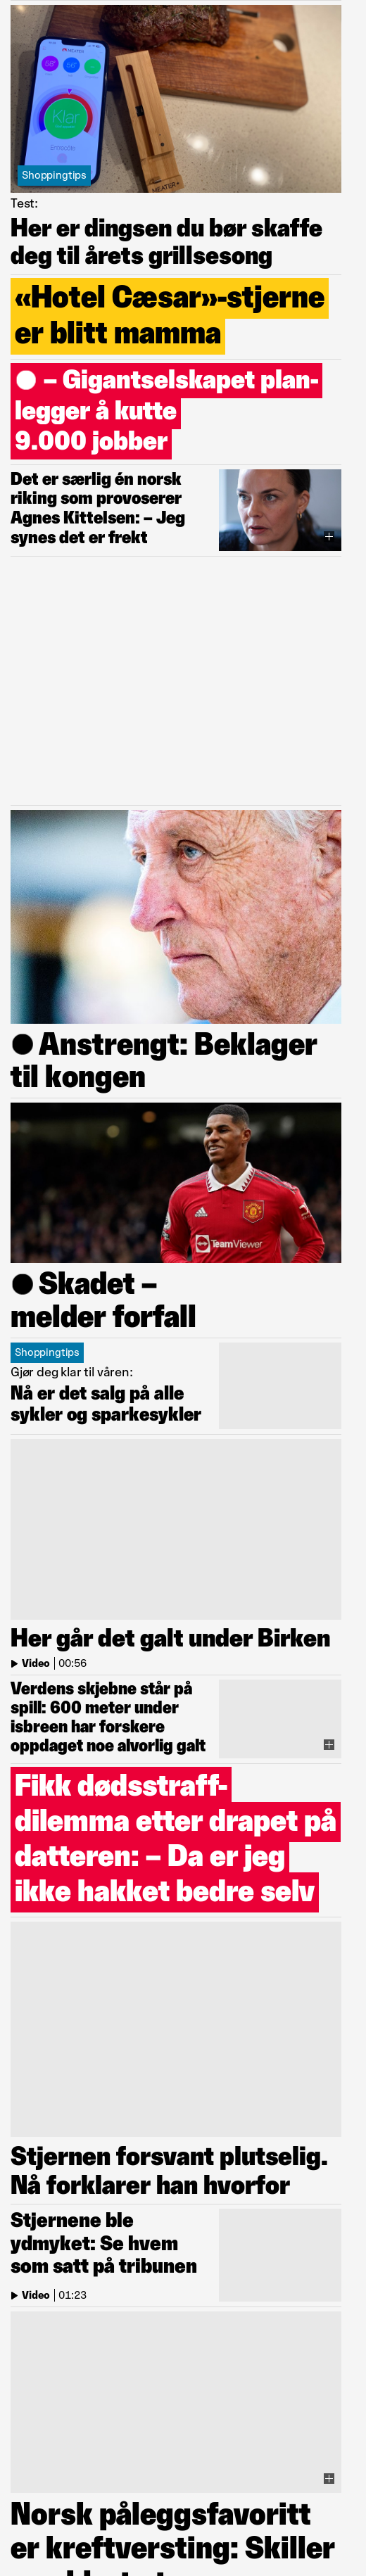 Klar
MEATER+
Shoppingtips
Test:
Her er dingsen du bør skaffe
deg til årets grillsesong
«Hotel Cæsar»-stjerne
er blitt mamma
– Gigantselskapet plan-
legger å kutte
9.000 jobber
Det er særlig én norsk
riking som provoserer
Agnes Kittelsen: – Jeg
synes det er frekt
Anstrengt: Beklager
til kongen
TeamViewer
Skadet –
melder forfall
Shoppingtips
Gjør deg klar til våren:
Nå er det salg på alle
sykler og sparkesykler
Her går det galt under Birken
Video | 00:56
Verdens skjebne står på
spill: 600 meter under
isbreen har forskere
oppdaget noe alvorlig galt
Fikk dødsstraff-
dilemma etter drapet på
datteren: – Da er jeg
ikke hakket bedre selv
Stjernen forsvant plutselig.
Nå forklarer han hvorfor
Stjernene ble
ydmyket: Se hvem
som satt på tribunen
Video | 01:23
Norsk påleggsfavoritt
er kreftversting: Skiller